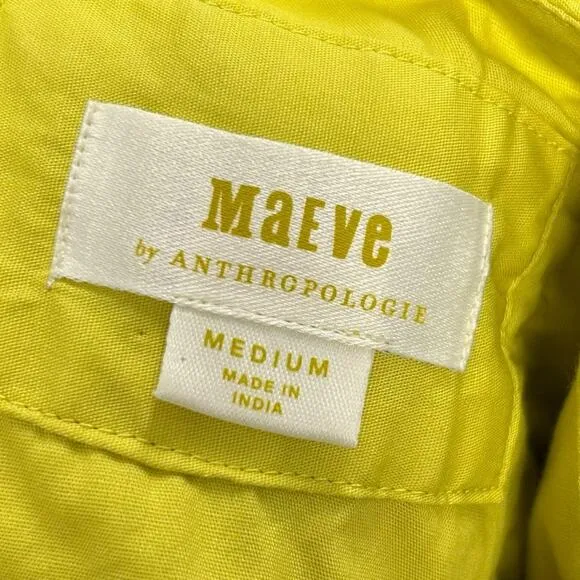 MaEve
by ANTHROPOLOGIE
MEDIUM
MADE IN
INDIA